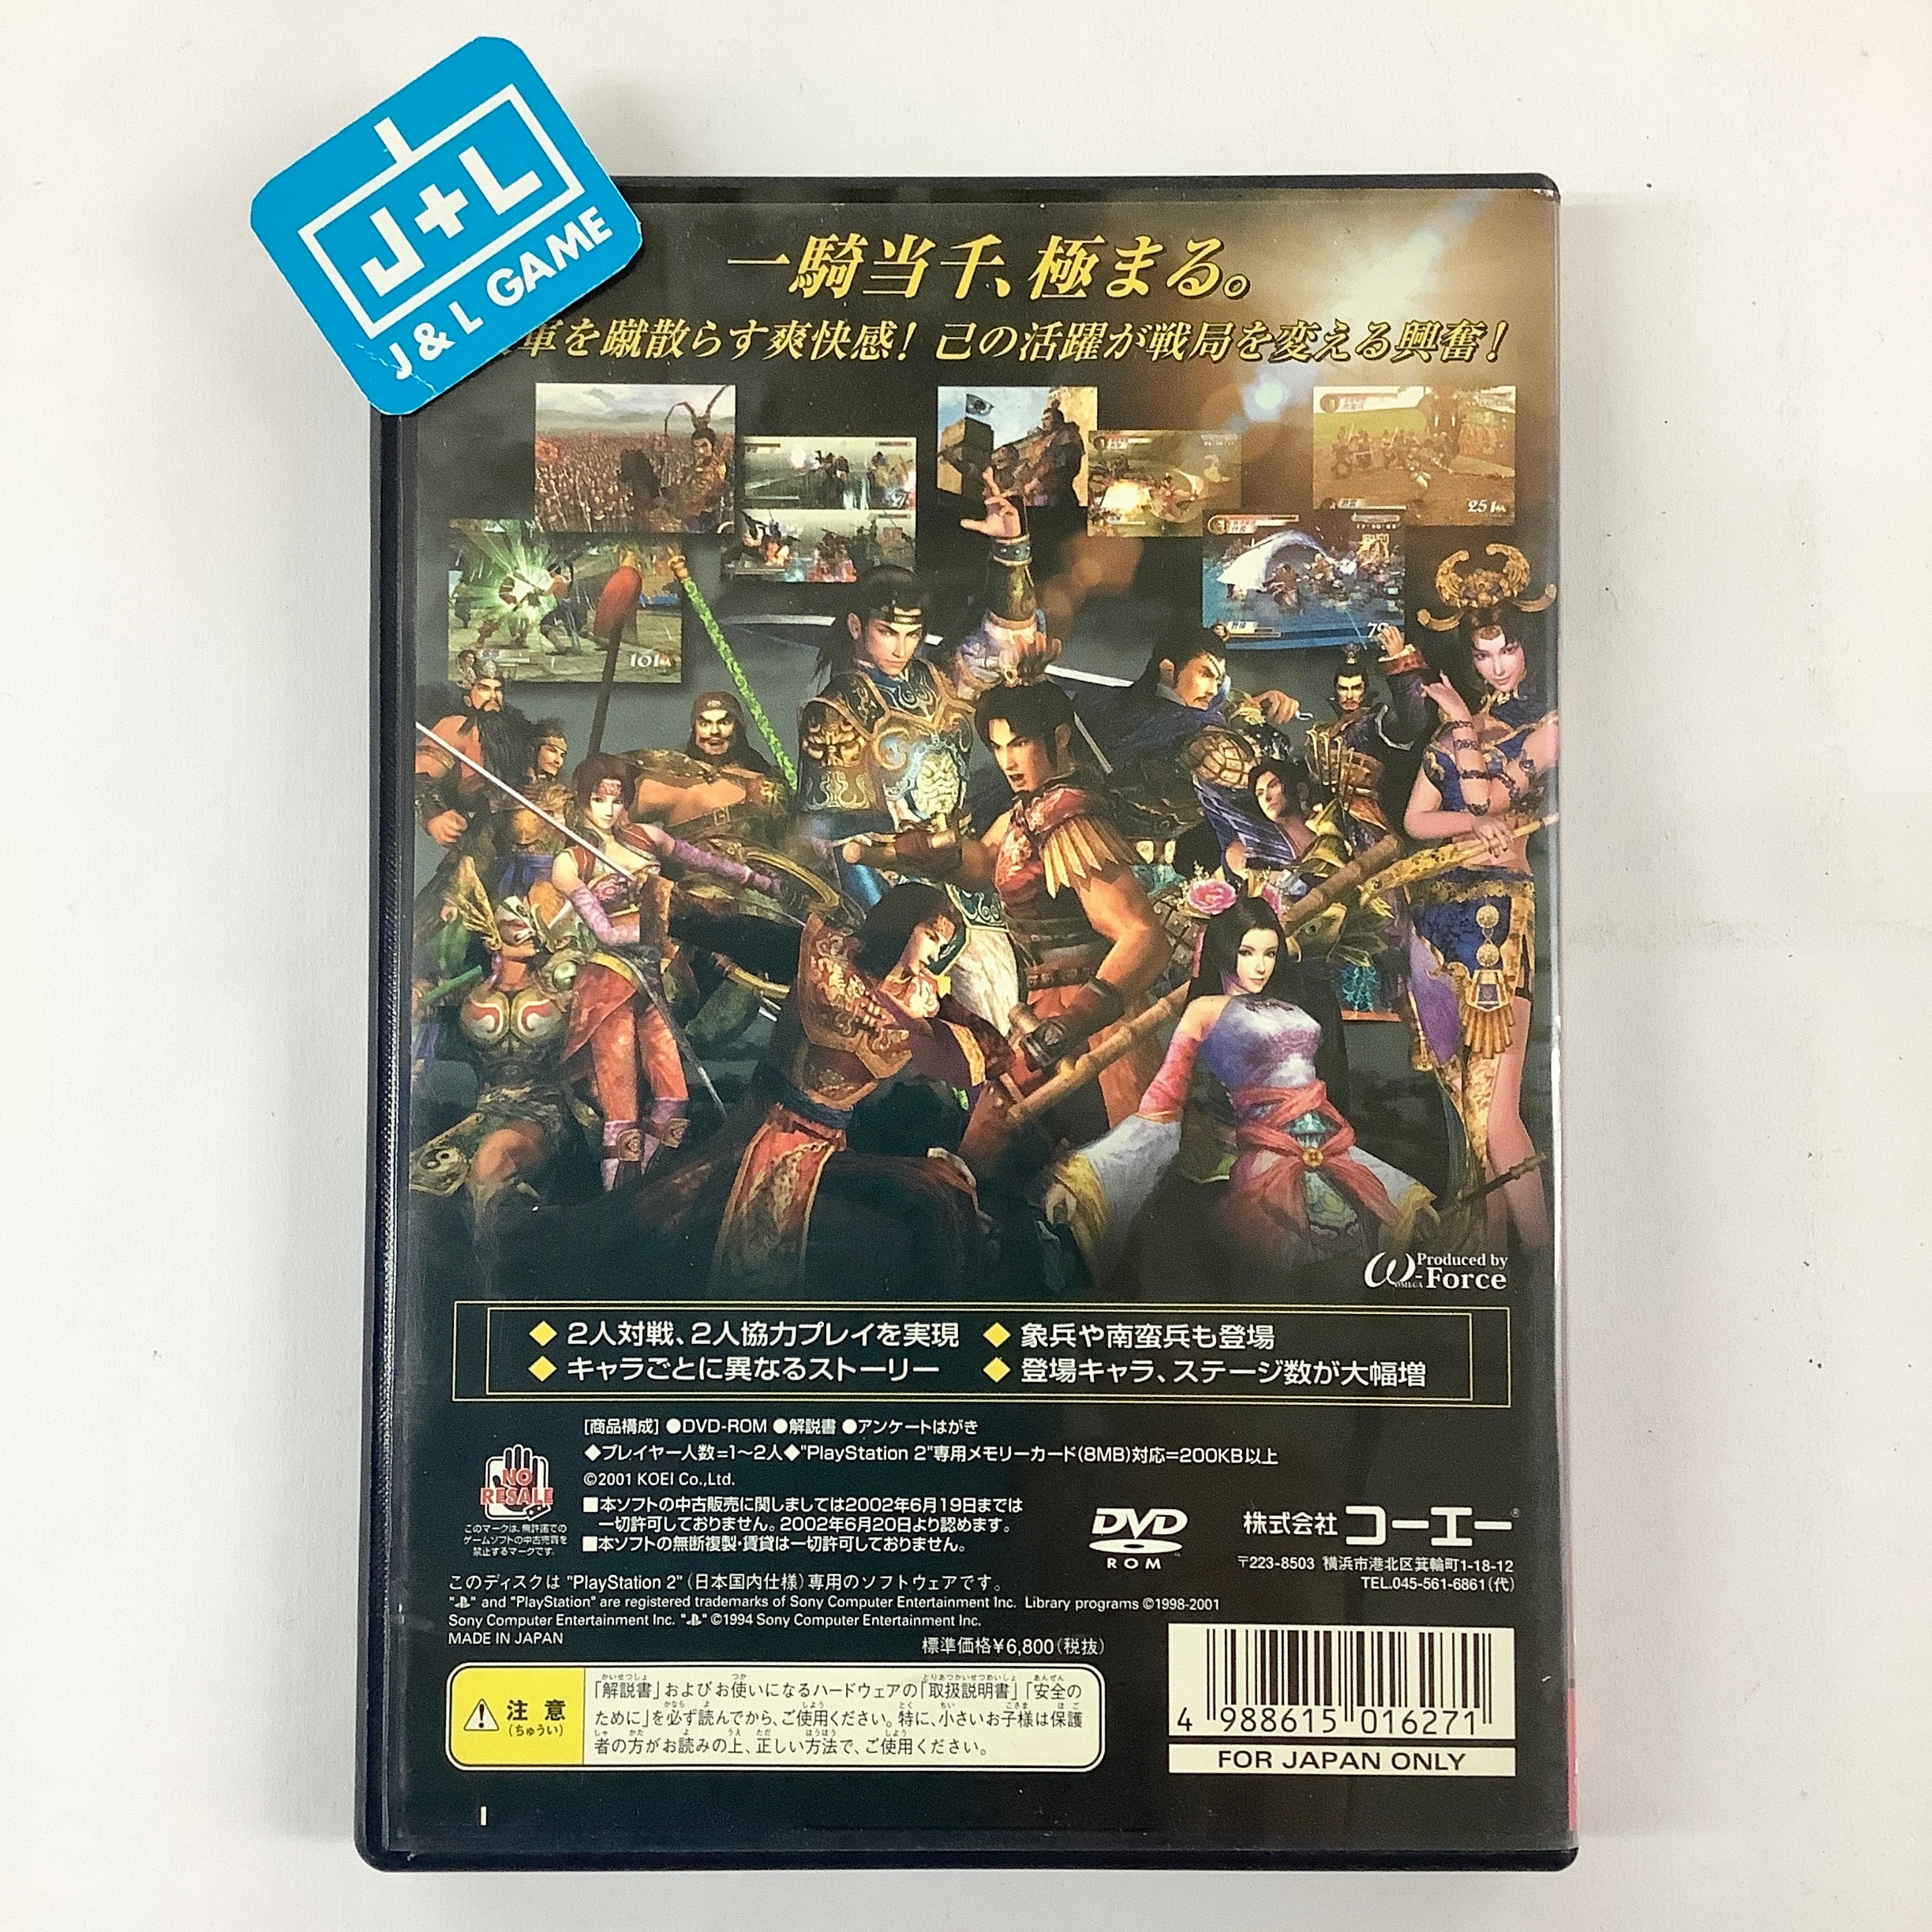 J+L
J & L GAME
一騎当千、極まる。
軍を蹴散らす爽快感！ 己の活躍が戦局を変える興奮！
101
251
79
Produced by
ω-Force
OMEGA
◆2人対戦、2人協力プレイを実現 ◆象兵や南蛮兵も登場
◆キャラごとに異なるストーリー ◆登場キャラ、ステージ数が大幅増
[商品構成] ●DVD-ROM ●解説書 ●アンケートはがき
◆プレイヤー人数=1〜2人◆"PlayStation 2"専用メモリーカード(8MB)対応=200KB以上
©2001 KOEI Co.,Ltd.
NO
RESALE
このマークは、無許諾での
ゲームソフトの中古売買を
禁止するマークです。
■本ソフトの中古販売に関しましては2002年6月19日までは
一切許可しておりません。2002年6月20日より認めます。
■本ソフトの無断複製・賃貸は一切許可しておりません。
DVD
ROM
株式会社コーエー®
〒223-8503 横浜市港北区箕輪町1-18-12
TEL.045-561-6861(代)
このディスクは "PlayStation 2" (日本国内仕様) 専用のソフトウェアです。
" " and "PlayStation" are registered trademarks of Sony Computer Entertainment Inc. Library programs ©1998-2001
Sony Computer Entertainment Inc. " " ©1994 Sony Computer Entertainment Inc.
MADE IN JAPAN
標準価格¥6,800(税抜)
注意
(ちゅうい)
「解説書」およびお使いになるハードウェアの「取扱説明書」「安全の
ために」を必ず読んでから、ご使用ください。特に、小さいお子様は保護
者の方がお読みの上、正しい方法で、ご使用ください。
4 988615 016271
FOR JAPAN ONLY